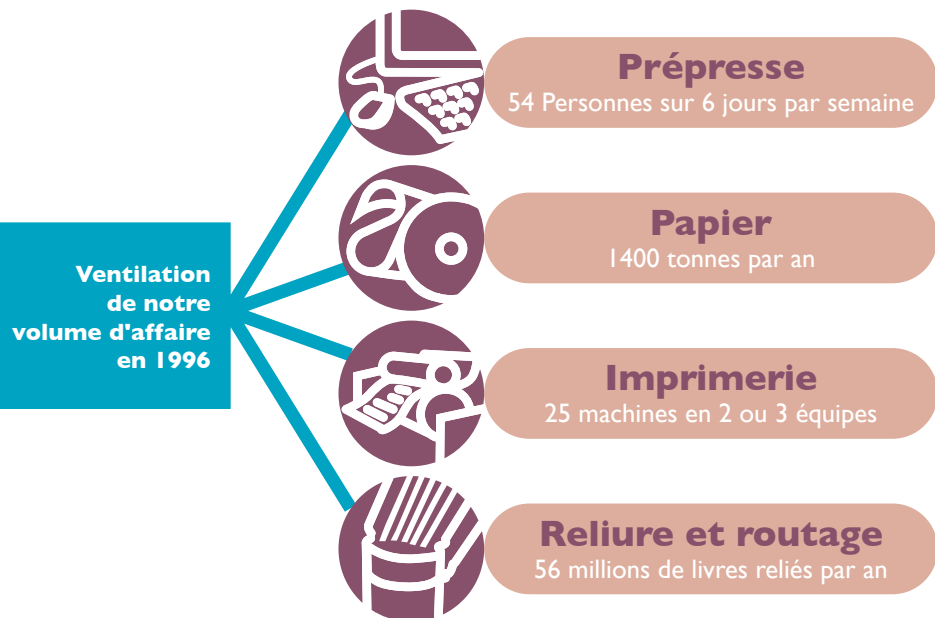 Ventilation
de notre
volume d'affaire
en 1996
Prépresse
54 Personnes sur 6 jours par semaine
Papier
1400 tonnes par an
Imprimerie
25 machines en 2 ou 3 équipes
Reliure et routage
56 millions de livres reliés par an